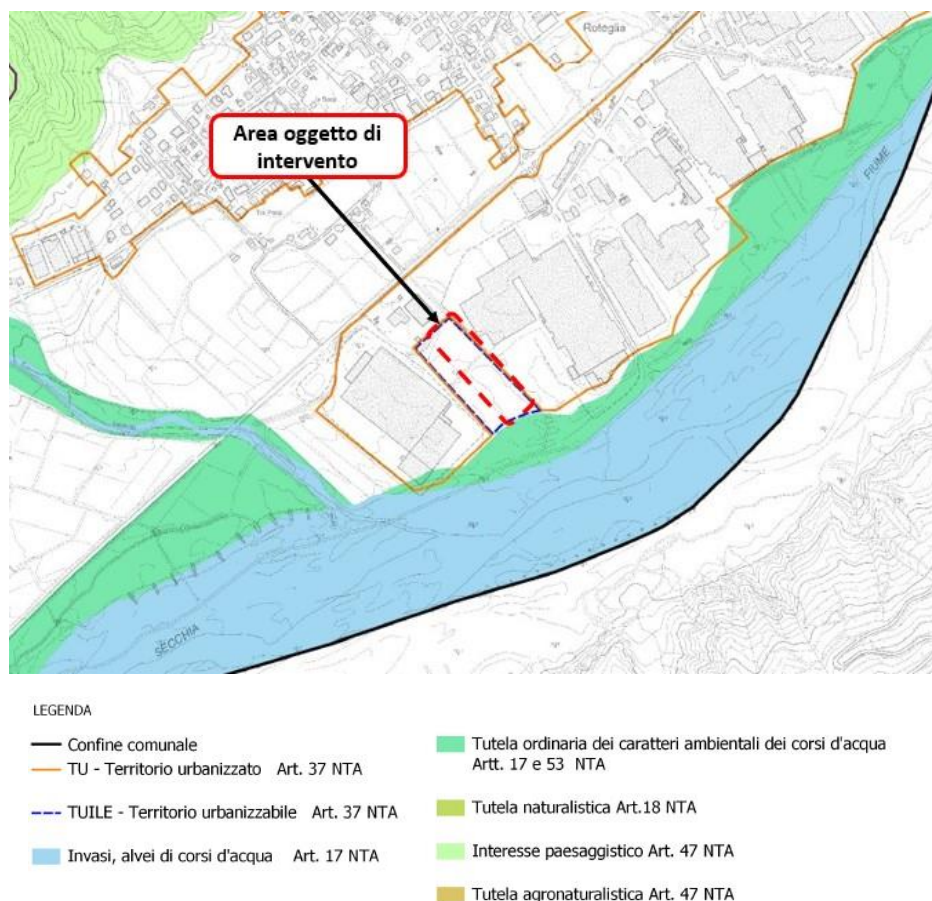 Roteglia
Area oggetto di
intervento
FIUME
SECCHIA
LEGENDA
Confine comunale
TU - Territorio urbanizzato Art. 37 NTA
TUILE - Territorio urbanizzabile Art. 37 NTA
Invasi, alvei di corsi d'acqua Art. 17 NTA
Tutela ordinaria dei caratteri ambientali dei corsi d'acqua
Artt. 17 e 53 NTA
Tutela naturalistica Art.18 NTA
Interesse paesaggistico Art. 47 NTA
Tutela agronaturalistica Art. 47 NTA